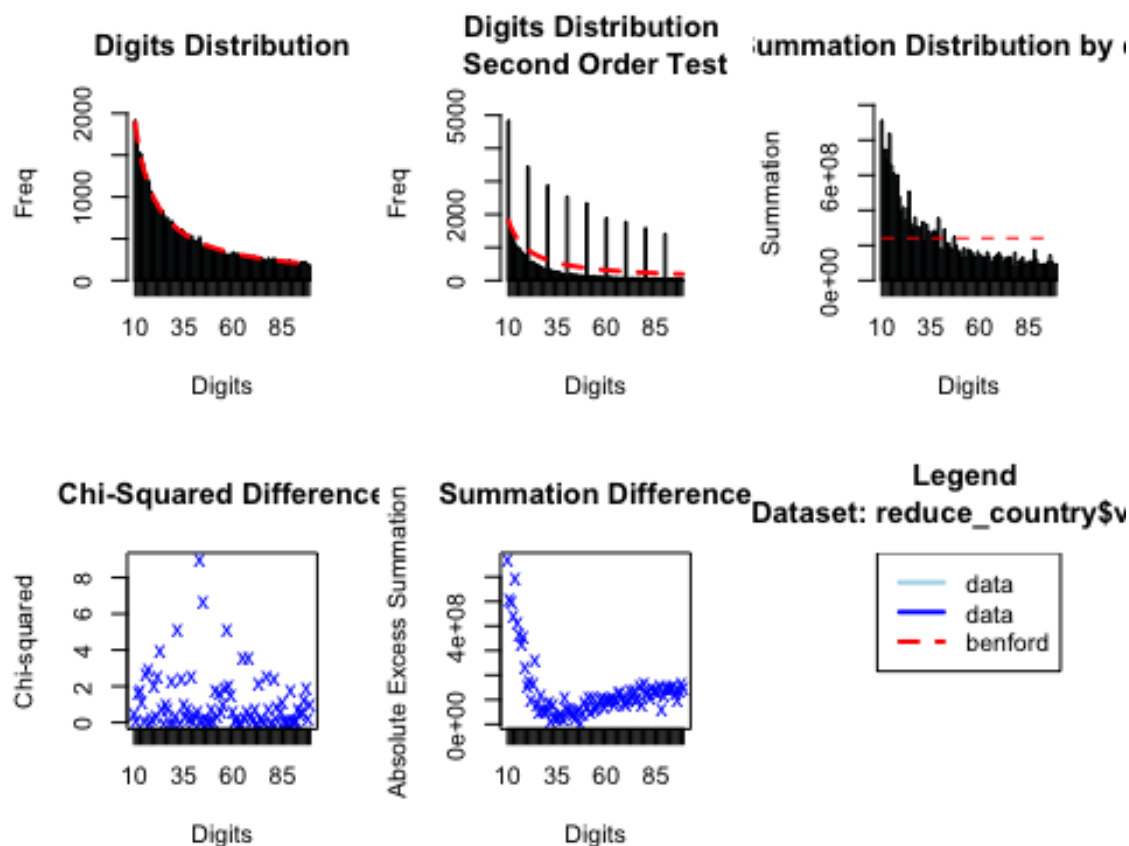 Digits Distribution
Freq
0
1000
2000
10 35 60 85
Digits
Digits Distribution
Second Order Test
Freq
0
2000
5000
10 35 60 85
Digits
Summation Distribution by
Summation
0e+00
6e+08
10 35 60 85
Digits
Chi-Squared Difference
Chi-squared
0
2
4
6
8
10 35 60 85
Digits
Summation Difference
Absolute Excess Summation
0e+00
4e+08
10 35 60 85
Digits
Legend
Dataset: reduce_country$v
data
data
benford